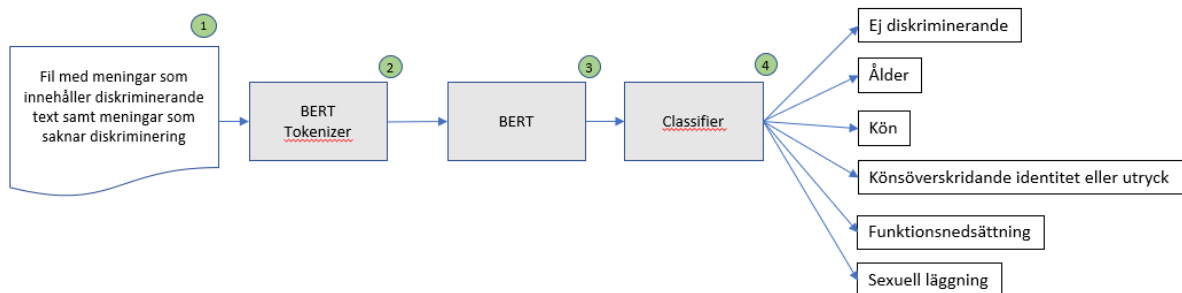 1
Fil med meningar som
innehåller diskriminerande
text samt meningar som
saknar diskriminering
2
BERT
Tokenizer
3
BERT
4
Classifier
Ej diskriminerande
Ålder
Kön
Könsöverskridande identitet eller utryck
Funktionsnedsättning
Sexuell läggning